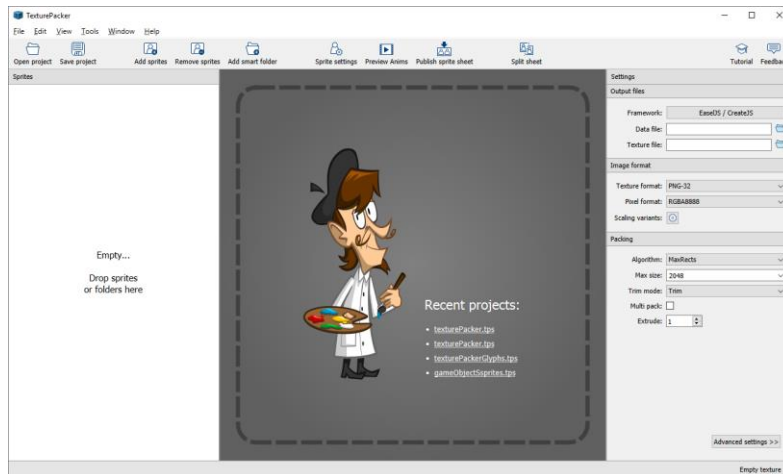 TexturePacker
File Edit View Tools Window Help
Open project Save project Add sprites Remove sprites Add smart folder Sprite settings Preview Anims Publish sprite sheet Split sheet Tutorial Feedbac
Sprites
Empty...
Drop sprites
or folders here
Recent projects:
• texturePacker.tps
• texturePacker.tps
• texturePackerGlyphs.tps
• gameObjectSsprites.tps
Settings
Output files
Framework: EaselJS / CreateJS
Data file:
Texture file:
Image format
Texture format: PNG-32
Pixel format: RGBA8888
Scaling variants:
Packing
Algorithm: MaxRects
Max size: 2048
Trim mode: Trim
Multi pack:
Extrude: 1
Advanced settings >>
Empty texture